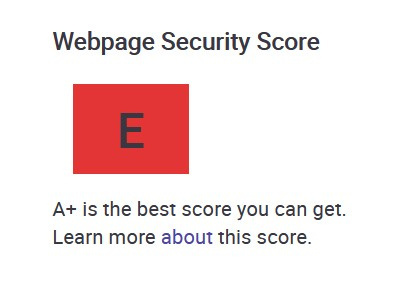 Webpage Security Score
E
A+ is the best score you can get.
Learn more about this score.